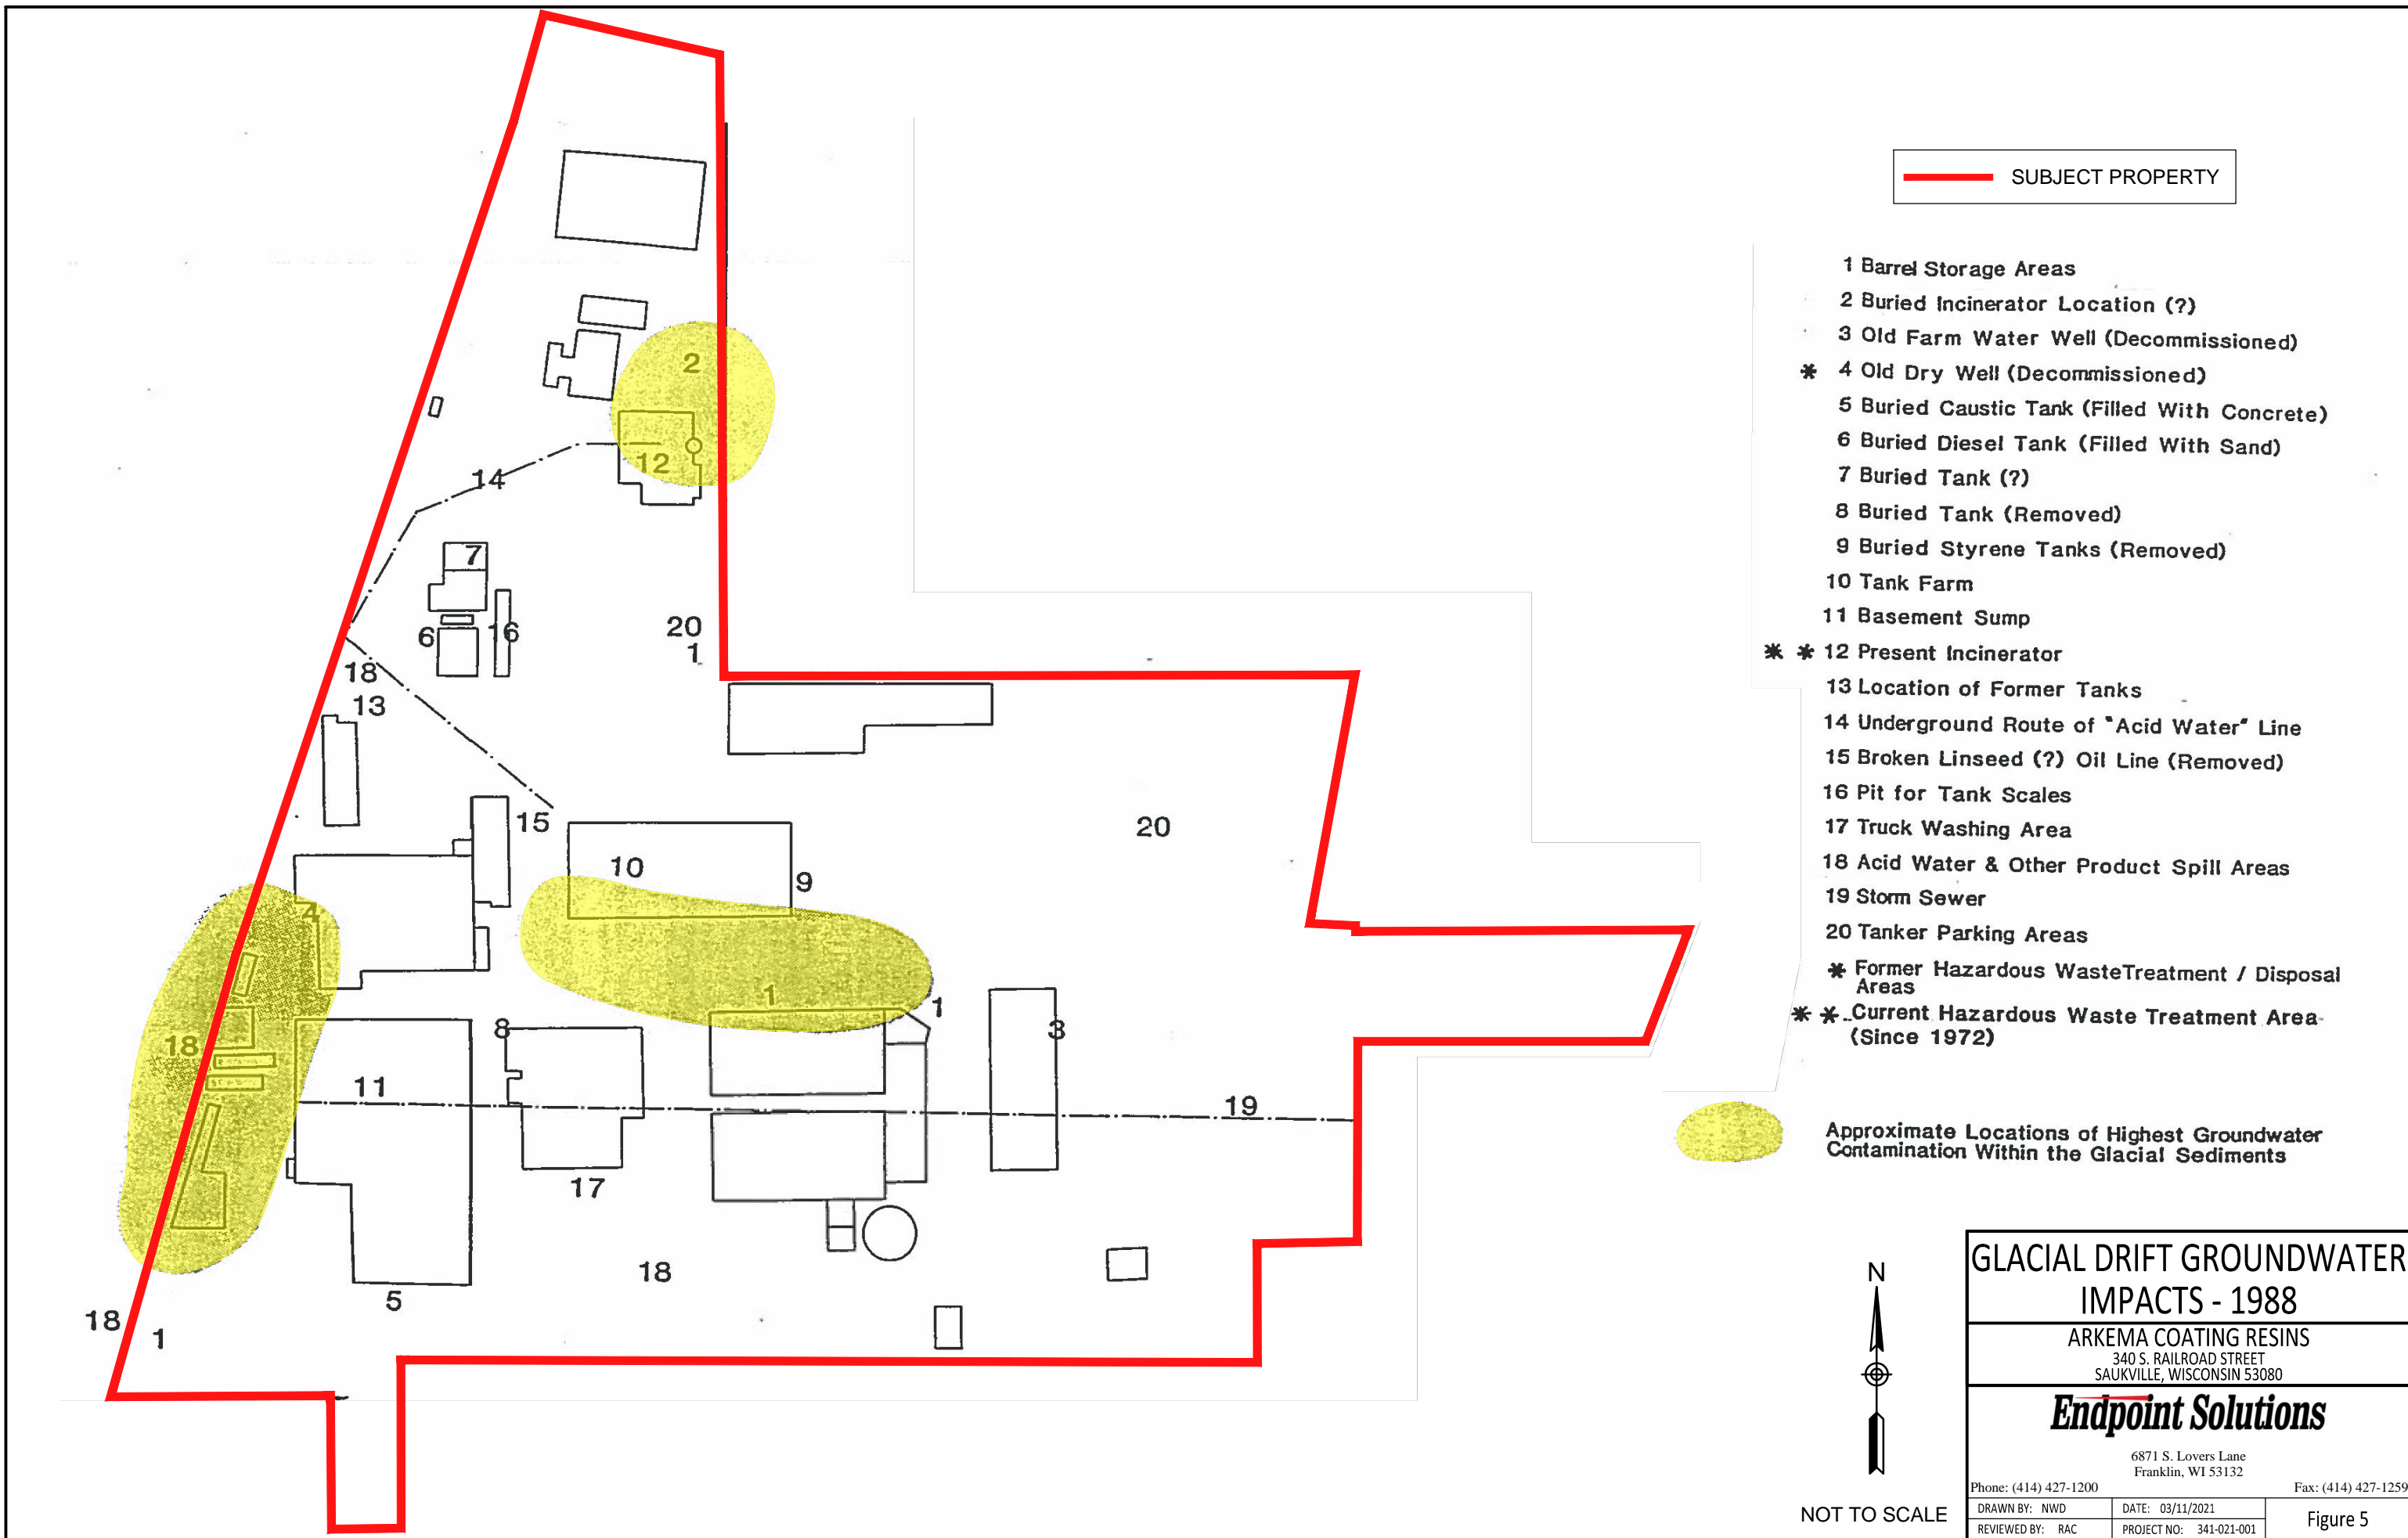 SUBJECT PROPERTY
1 Barrel Storage Areas
2 Buried Incinerator Location (?)
3 Old Farm Water Well (Decommissioned)
* 4 Old Dry Well (Decommissioned)
5 Buried Caustic Tank (Filled With Concrete)
6 Buried Diesel Tank (Filled With Sand)
7 Buried Tank (?)
8 Buried Tank (Removed)
9 Buried Styrene Tanks (Removed)
10 Tank Farm
11 Basement Sump
* * 12 Present Incinerator
13 Location of Former Tanks
14 Underground Route of "Acid Water" Line
15 Broken Linseed (?) Oil Line (Removed)
16 Pit for Tank Scales
17 Truck Washing Area
18 Acid Water & Other Product Spill Areas
19 Storm Sewer
20 Tanker Parking Areas
* Former Hazardous WasteTreatment / Disposal
Areas
* * Current Hazardous Waste Treatment Area
(Since 1972)
Approximate Locations of Highest Groundwater
Contamination Within the Glacial Sediments
2
12
14
7
6
16
20
1
18
13
15
10
9
20
4
1
1
18
8
3
11
19
17
18
5
18
1
N
NOT TO SCALE
GLACIAL DRIFT GROUNDWATER
IMPACTS - 1988
ARKEMA COATING RESINS
340 S. RAILROAD STREET
SAUKVILLE, WISCONSIN 53080
Endpoint Solutions
6871 S. Lovers Lane
Franklin, WI 53132
Phone: (414) 427-1200 Fax: (414) 427-1259
DRAWN BY: NWD DATE: 03/11/2021
REVIEWED BY: RAC PROJECT NO: 341-021-001
Figure 5